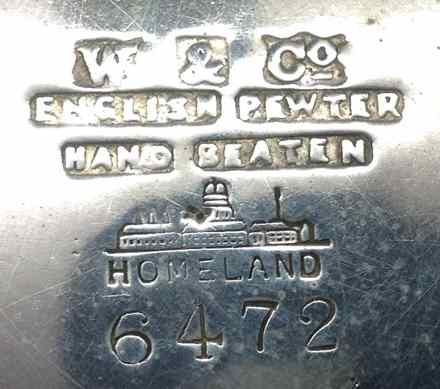 W & Co
ENGLISH PEWTER
HAND BEATEN
HOMELAND
6472